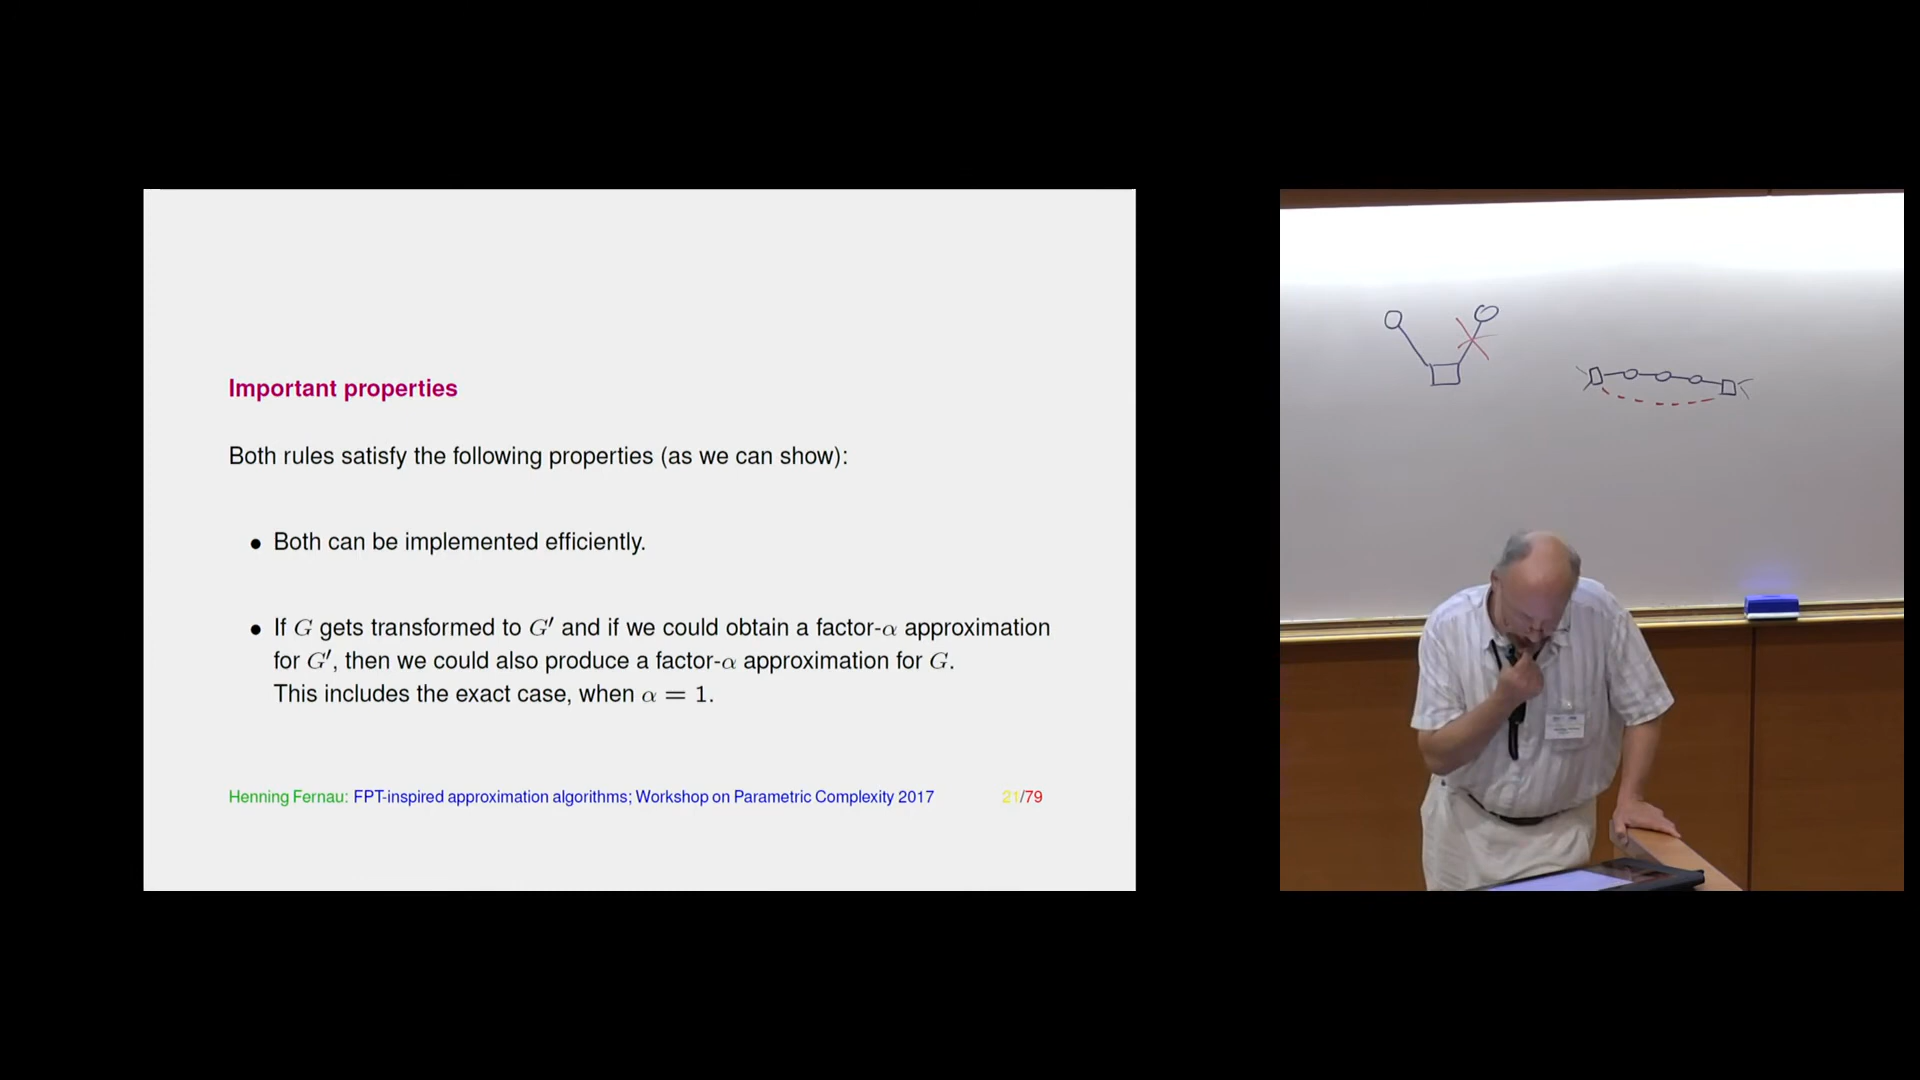 Important properties
Both rules satisfy the following properties (as we can show):
● Both can be implemented efficiently.
● If G gets transformed to G′ and if we could obtain a factor-α approximation
for G′, then we could also produce a factor-α approximation for G.
This includes the exact case, when α = 1.
Henning Fernau: FPT-inspired approximation algorithms; Workshop on Parametric Complexity 2017 21/79